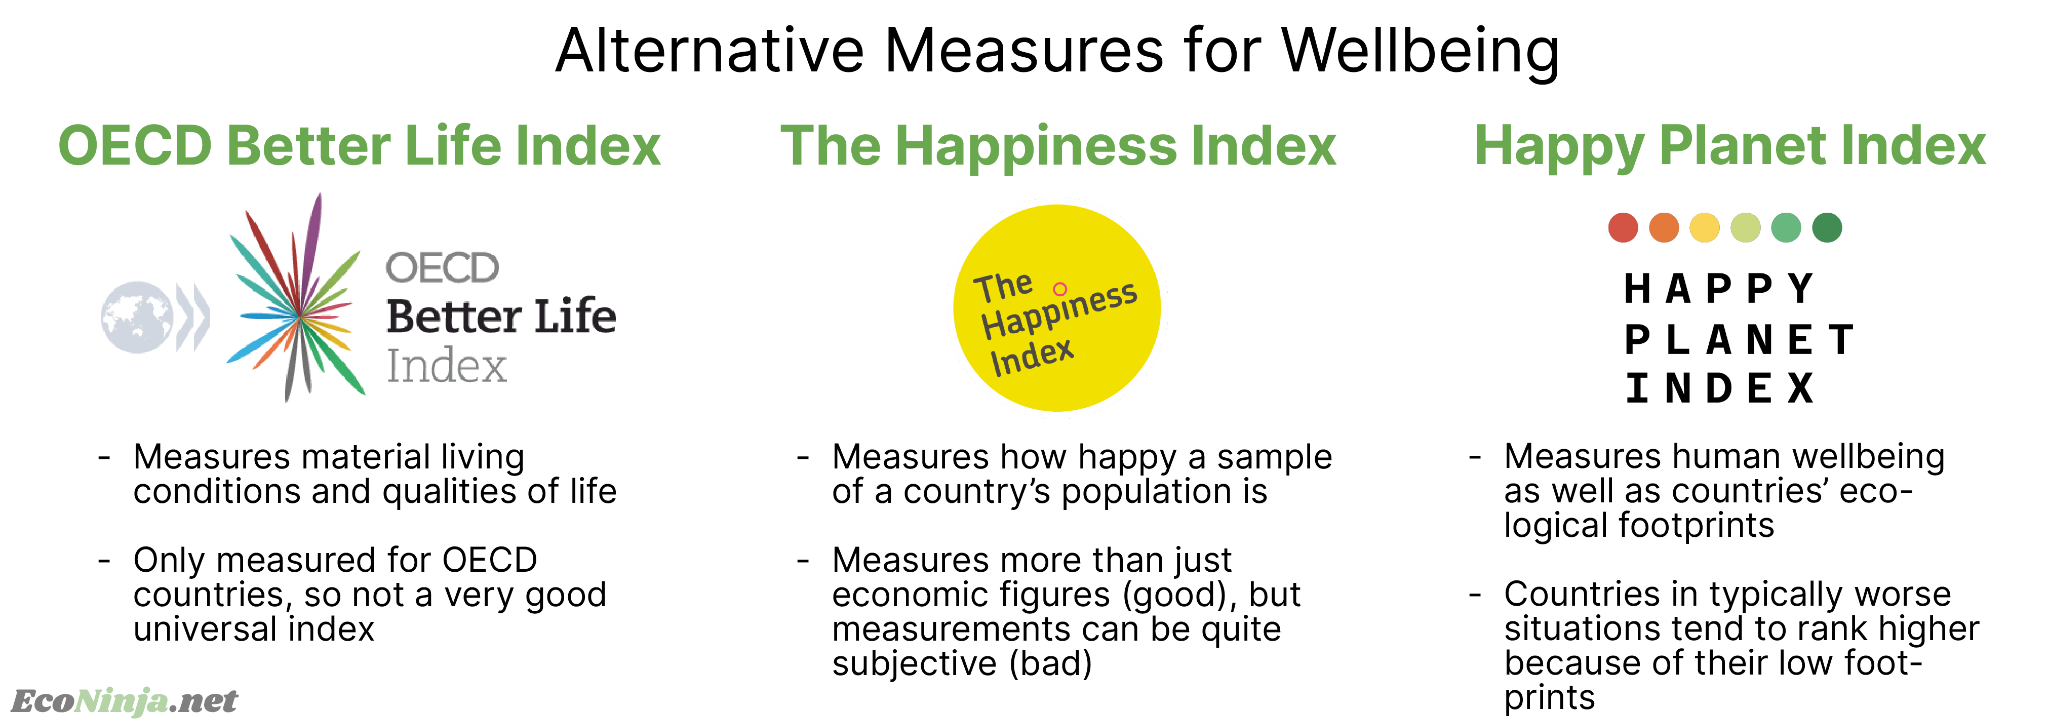 Alternative Measures for Wellbeing
OECD Better Life Index
OECD
Better Life
Index
- Measures material living
conditions and qualities of life
- Only measured for OECD
countries, so not a very good
universal index
The Happiness Index
The
Happiness
Index
- Measures how happy a sample
of a country’s population is
- Measures more than just
economic figures (good), but
measurements can be quite
subjective (bad)
Happy Planet Index
HAPPY
PLANET
INDEX
- Measures human wellbeing
as well as countries’ eco-
logical footprints
- Countries in typically worse
situations tend to rank higher
because of their low foot-
prints
EcoNinja.net